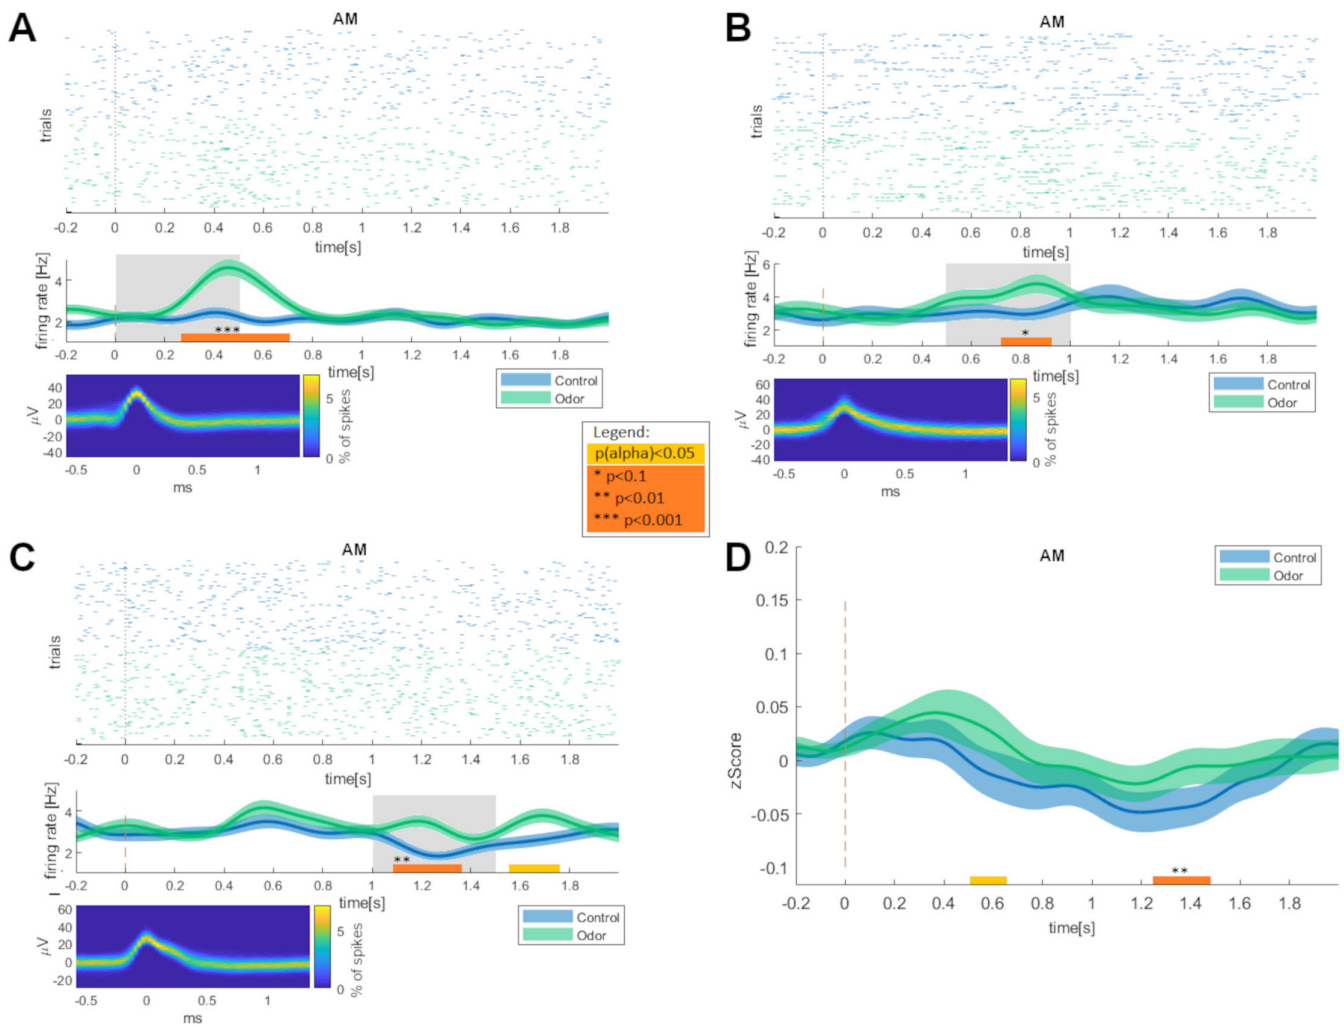 A
AM
trials
-0.2 0 0.2 0.4 0.6 0.8 1 1.2 1.4 1.6 1.8
time[s]
firing rate [Hz]
4
2
***
-0.2 0 0.2 0.4 0.6 0.8 1 1.2 1.4 1.6 1.8
time[s]
µV
40
20
0
-20
-40
-0.5 0 0.5 1
ms
5
0
% of spikes
Control
Odor
B
AM
trials
-0.2 0 0.2 0.4 0.6 0.8 1 1.2 1.4 1.6 1.8
time[s]
firing rate [Hz]
6
4
2
*
-0.2 0 0.2 0.4 0.6 0.8 1 1.2 1.4 1.6 1.8
time[s]
µV
60
40
20
0
-20
-40
-0.5 0 0.5 1
ms
5
0
% of spikes
Control
Odor
Legend:
p(alpha)<0.05
* p<0.1
** p<0.01
*** p<0.001
C
AM
trials
-0.2 0 0.2 0.4 0.6 0.8 1 1.2 1.4 1.6 1.8
time[s]
firing rate [Hz]
4
2
**
-0.2 0 0.2 0.4 0.6 0.8 1 1.2 1.4 1.6 1.8
time[s]
µV
60
40
20
0
-20
-0.5 0 0.5 1
ms
5
0
% of spikes
Control
Odor
D
AM
Control
Odor
zScore
0.2
0.15
0.1
0.05
0
-0.05
-0.1
**
-0.2 0 0.2 0.4 0.6 0.8 1 1.2 1.4 1.6 1.8
time[s]